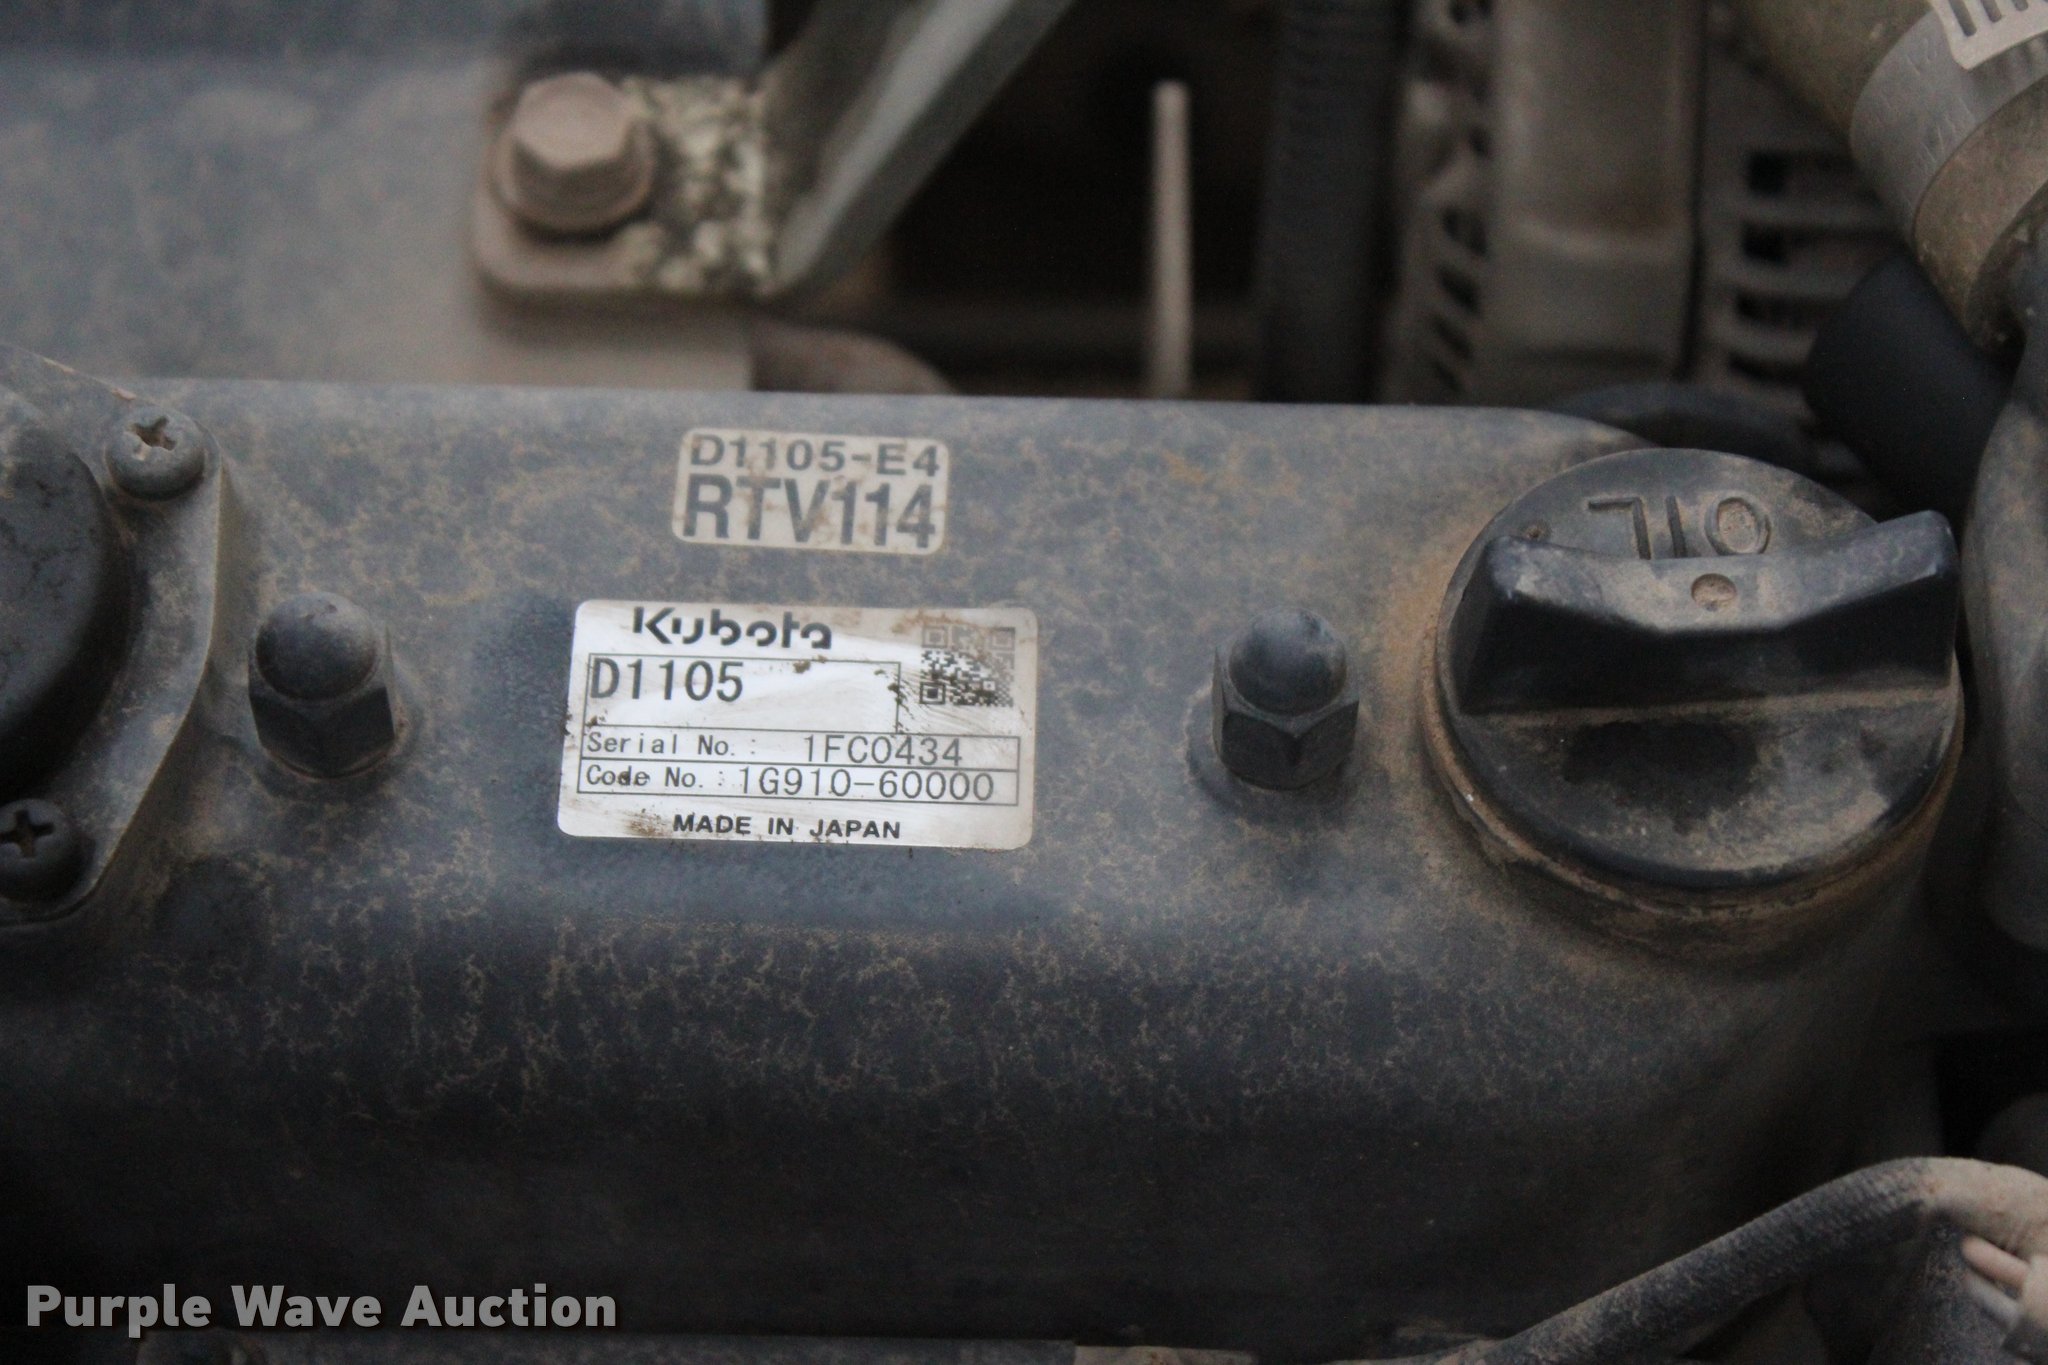 D1105-E4
RTV114
OIL
Kubota
D1105
Serial No. : 1FC0434
Code No. : 1G910-60000
MADE IN JAPAN
Purple Wave Auction